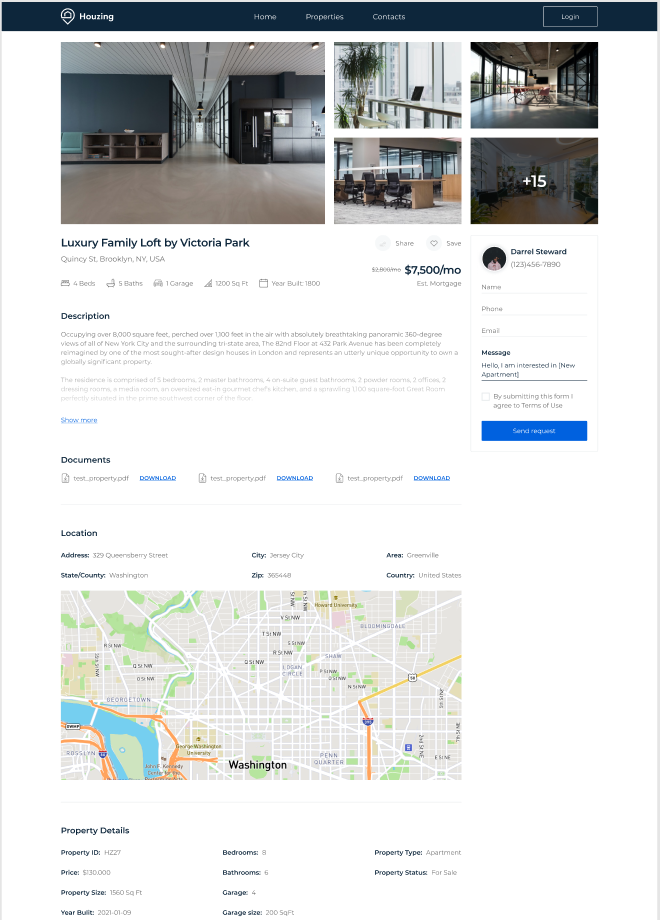 Houzing
Home Properties Contacts
Login
+15
Luxury Family Loft by Victoria Park
Share Save
Quincy St, Brooklyn, NY, USA
$2,800/mo $7,500/mo
4 Beds 5 Baths 1 Garage 1200 Sq Ft Year Built: 1800
Est. Mortgage
Darrel Steward
(123)456-7890
Name
Phone
Email
Message
Hello, I am interested in [New
Apartment]
By submitting this form I
agree to Terms of Use
Send request
Description
Occupying over 8,000 square feet, perched over 1,100 feet in the air with absolutely breathtaking panoramic 360-degree
views of all of New York City and the surrounding tri-state area, The 82nd Floor at 432 Park Avenue has been completely
reimagined by one of the most sought-after design houses in London and represents an utterly unique opportunity to own a
globally significant property.
The residence is comprised of 5 bedrooms, 2 master bathrooms, 4 en-suite guest bathrooms, 2 powder rooms, 2 offices, 2
dressing rooms, a media room, an oversized eat-in gourmet chef's kitchen, and a sprawling 1,100 square-foot Great Room
perfectly situated in the prime southwest corner of the floor.
Show more
Documents
test_property.pdf DOWNLOAD test_property.pdf DOWNLOAD test_property.pdf DOWNLOAD
Location
Address: 329 Queensberry Street City: Jersey City Area: Greenville
State/County: Washington Zip: 365448 Country: United States
Howard University
V St NW
BLOOMINGDALE
T St NW
S St NW
R St NW
R St NW
SHAW
Q St NW
Q St NW
LOGAN
CIRCLE
P St NW
O St NW
N St NW
GEORGETOWN
George Washington
University
ROSSLYN
John F. Kennedy
Center for the
Washington
PENN
QUARTER
E St NE
Property Details
Property ID: HZ27 Bedrooms: 8 Property Type: Apartment
Price: $130,000 Bathrooms: 6 Property Status: For Sale
Property Size: 1560 Sq Ft Garage: 4
Year Bulit: 2021-01-09 Garage size: 200 SqFt